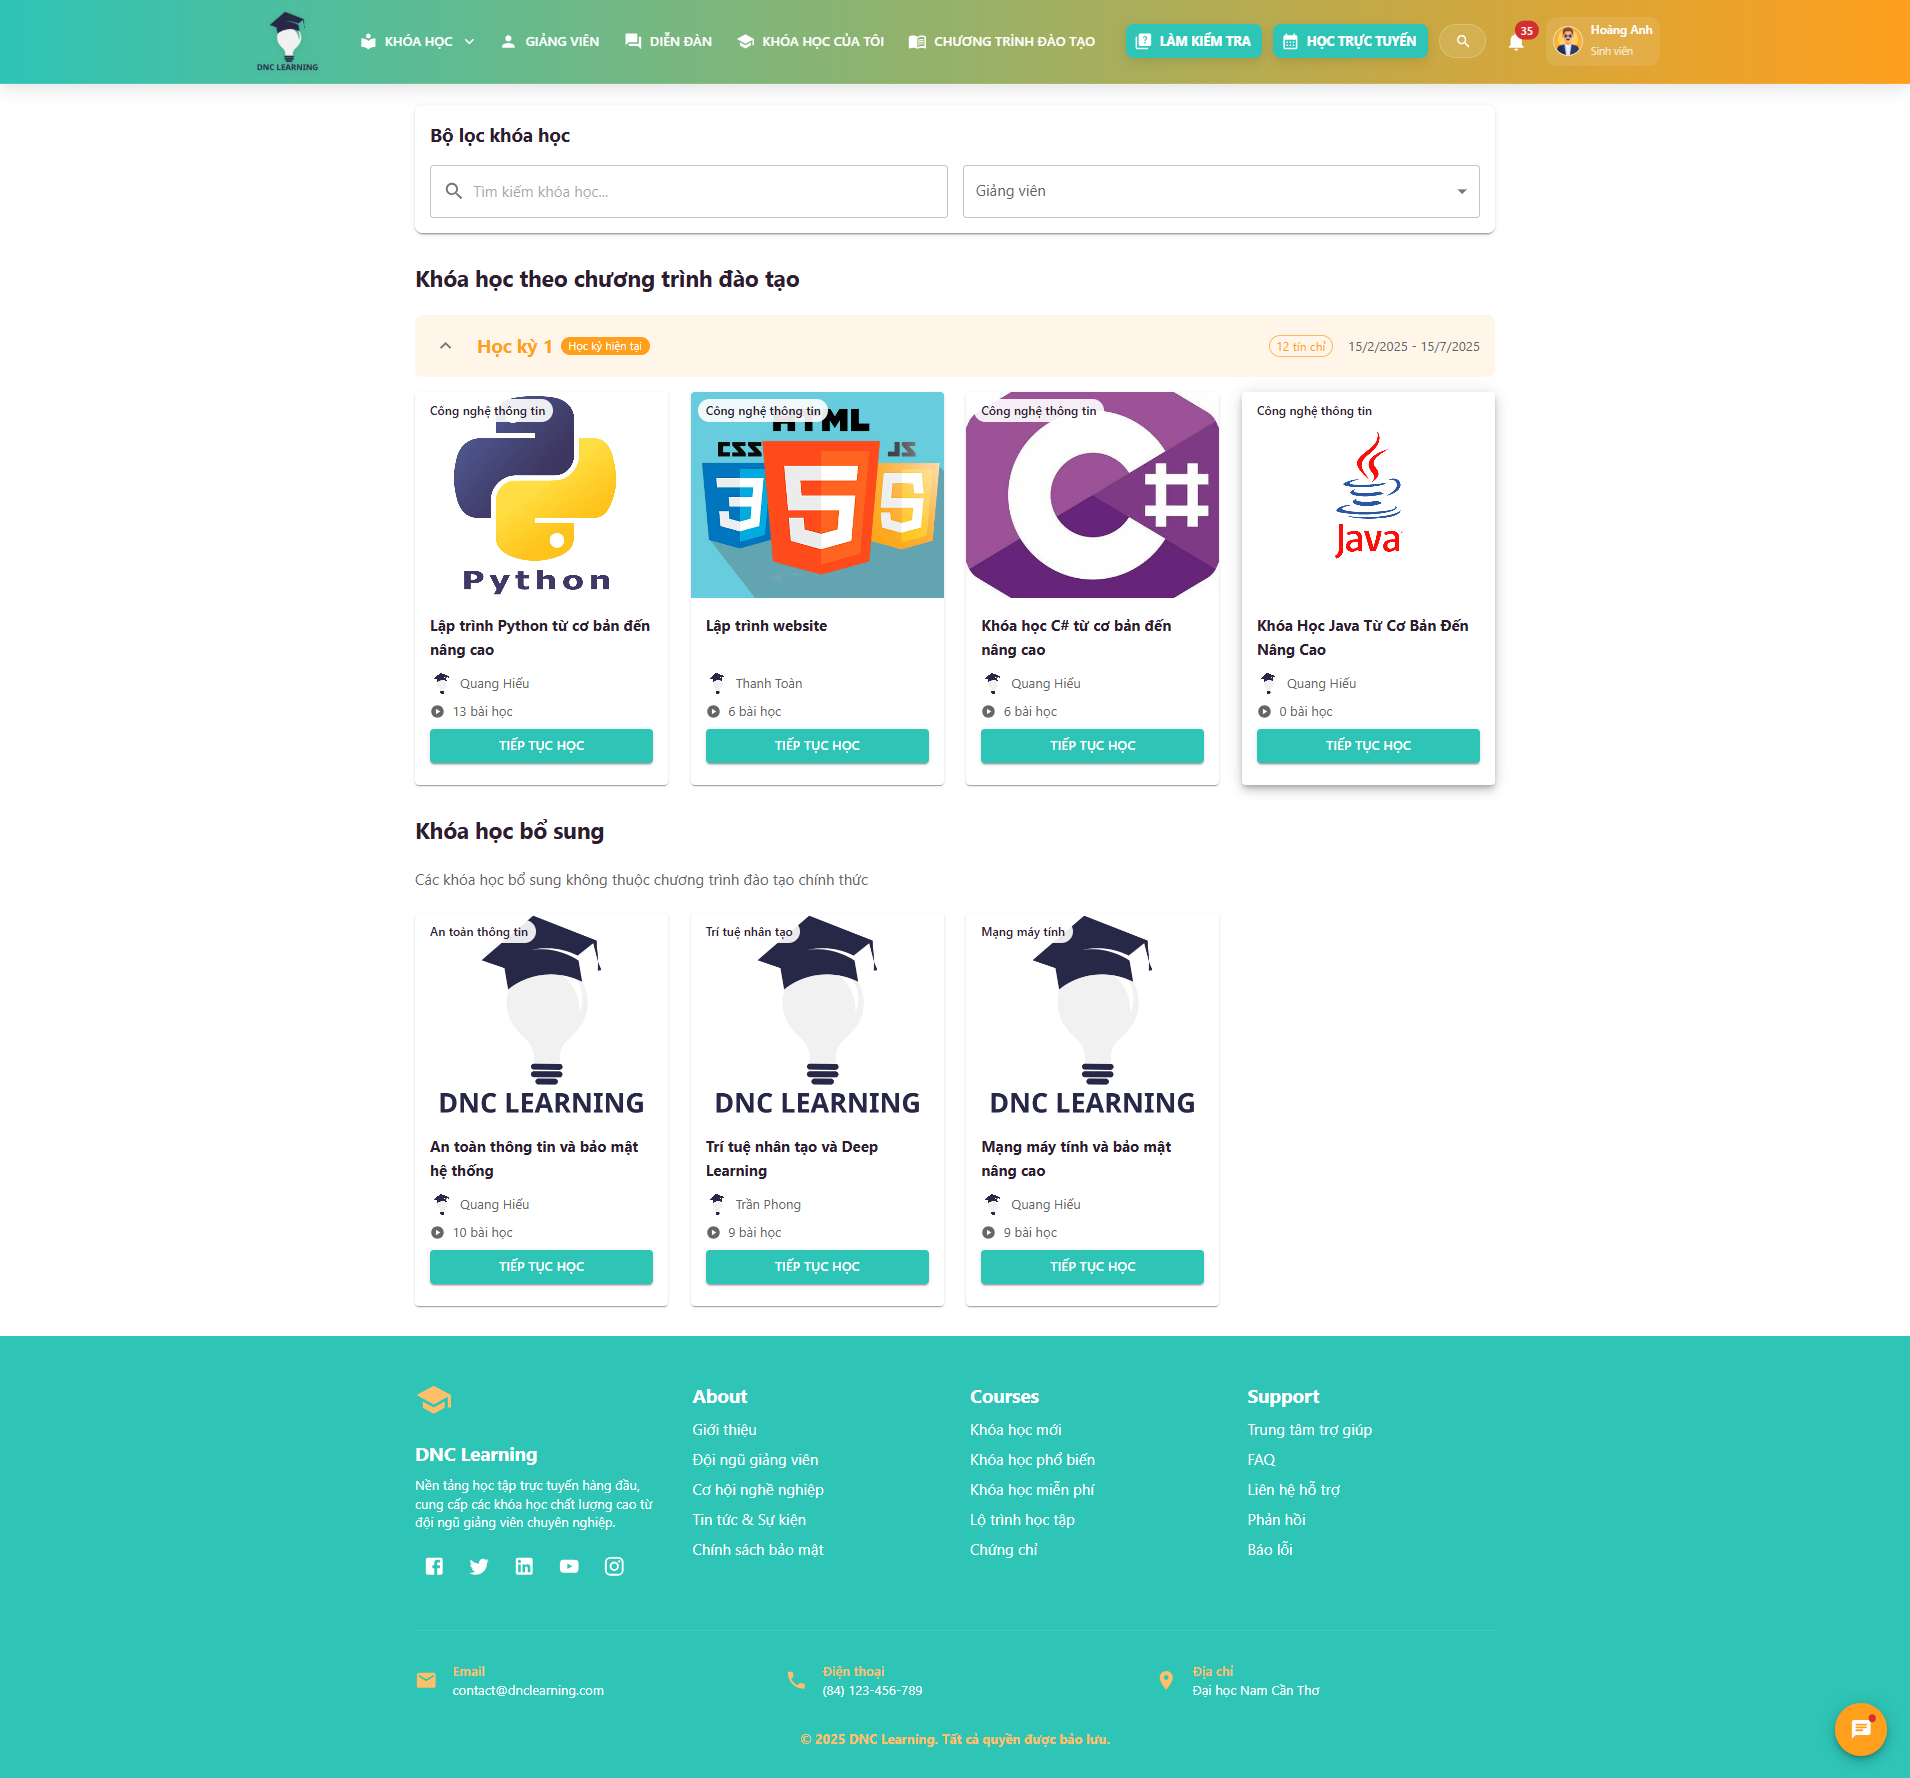 DNC LEARNING
KHÓA HỌC
GIẢNG VIÊN
DIỄN ĐÀN
KHÓA HỌC CỦA TÔI
CHƯƠNG TRÌNH ĐÀO TẠO
LÀM KIỂM TRA
HỌC TRỰC TUYẾN
35
Hoàng Anh
Sinh viên
Bộ lọc khóa học
Tìm kiếm khóa học...
Giảng viên
Khóa học theo chương trình đào tạo
Học kỳ 1
Học kỳ hiện tại
12 tín chỉ
15/2/2025 - 15/7/2025
Công nghệ thông tin
Python
Lập trình Python từ cơ bản đến
nâng cao
Quang Hiếu
13 bài học
TIẾP TỤC HỌC
Công nghệ thông tin
HTML
CSS
JS
3
5
5
Lập trình website
Thanh Toàn
6 bài học
TIẾP TỤC HỌC
Công nghệ thông tin
C#
Khóa học C# từ cơ bản đến
nâng cao
Quang Hiếu
6 bài học
TIẾP TỤC HỌC
Công nghệ thông tin
Java
Khóa Học Java Từ Cơ Bản Đến
Nâng Cao
Quang Hiếu
0 bài học
TIẾP TỤC HỌC
Khóa học bổ sung
Các khóa học bổ sung không thuộc chương trình đào tạo chính thức
An toàn thông tin
DNC LEARNING
An toàn thông tin và bảo mật
hệ thống
Quang Hiếu
10 bài học
TIẾP TỤC HỌC
Trí tuệ nhân tạo
DNC LEARNING
Trí tuệ nhân tạo và Deep
Learning
Trần Phong
9 bài học
TIẾP TỤC HỌC
Mạng máy tính
DNC LEARNING
Mạng máy tính và bảo mật
nâng cao
Quang Hiếu
9 bài học
TIẾP TỤC HỌC
DNC Learning
Nền tảng học tập trực tuyến hàng đầu,
cung cấp các khóa học chất lượng cao từ
đội ngũ giảng viên chuyên nghiệp.
About
Giới thiệu
Đội ngũ giảng viên
Cơ hội nghề nghiệp
Tin tức & Sự kiện
Chính sách bảo mật
Courses
Khóa học mới
Khóa học phổ biến
Khóa học miễn phí
Lộ trình học tập
Chứng chỉ
Support
Trung tâm trợ giúp
FAQ
Liên hệ hỗ trợ
Phản hồi
Báo lỗi
Email
contact@dnclearning.com
Điện thoại
(84) 123-456-789
Địa chỉ
Đại học Nam Cần Thơ
© 2025 DNC Learning. Tất cả quyền được bảo lưu.